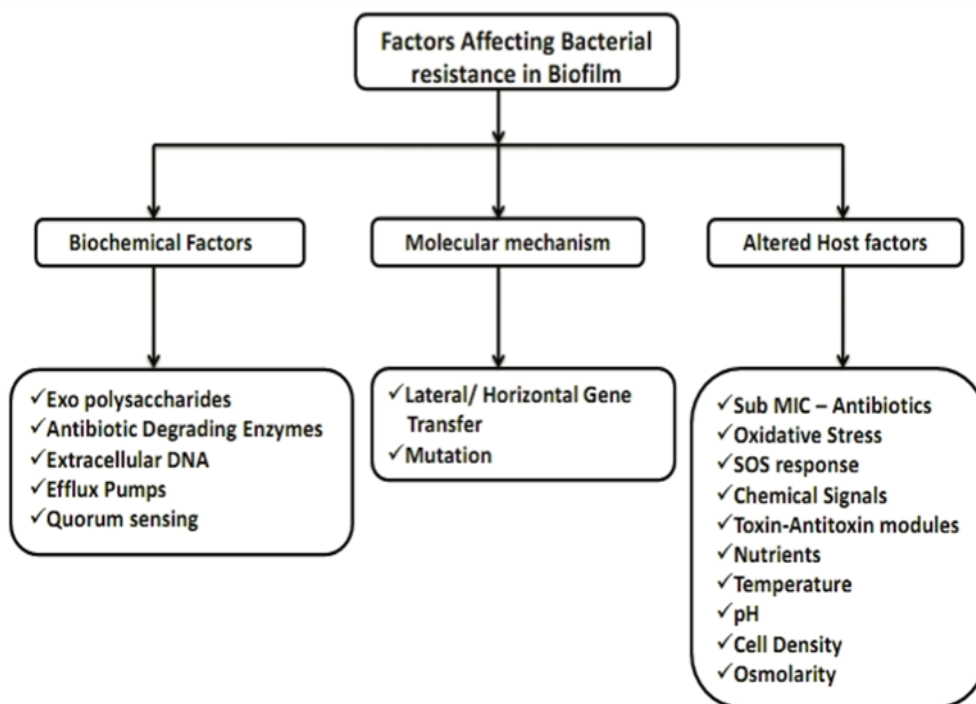 Factors Affecting Bacterial
resistance in Biofilm
Biochemical Factors
Molecular mechanism
Altered Host factors
✓Exo polysaccharides
✓Antibiotic Degrading Enzymes
✓Extracellular DNA
✓Efflux Pumps
✓Quorum sensing
✓Lateral/ Horizontal Gene
Transfer
✓Mutation
✓Sub MIC – Antibiotics
✓Oxidative Stress
✓SOS response
✓Chemical Signals
✓Toxin-Antitoxin modules
✓Nutrients
✓Temperature
✓pH
✓Cell Density
✓Osmolarity